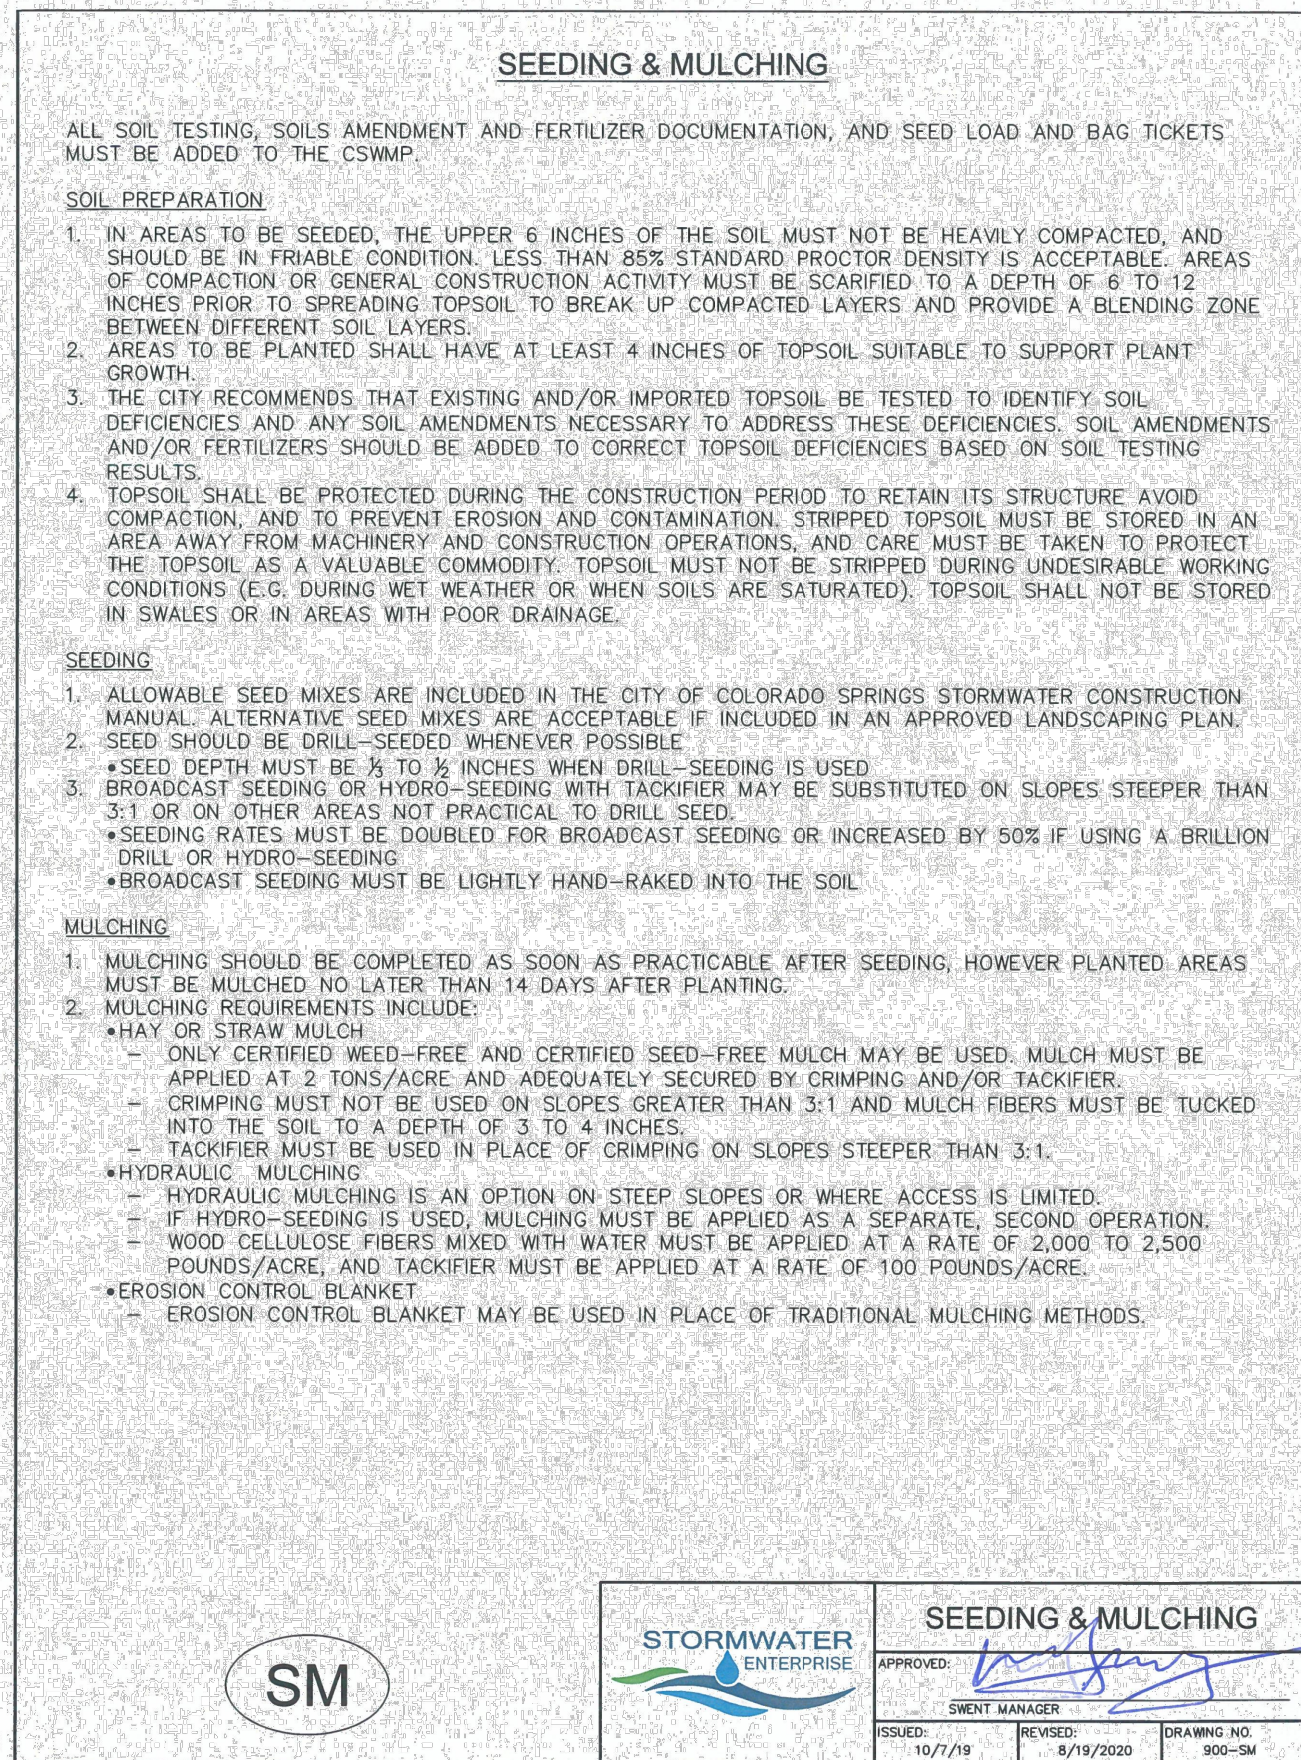 SEEDING & MULCHING
ALL SOIL TESTING, SOILS AMENDMENT AND FERTILIZER DOCUMENTATION, AND SEED LOAD AND BAG TICKETS
MUST BE ADDED TO THE CSWMP.
SOIL PREPARATION
1. IN AREAS TO BE SEEDED, THE UPPER 6 INCHES OF THE SOIL MUST NOT BE HEAVILY COMPACTED, AND
SHOULD BE IN FRIABLE CONDITION. LESS THAN 85% STANDARD PROCTOR DENSITY IS ACCEPTABLE. AREAS
OF COMPACTION OR GENERAL CONSTRUCTION ACTIVITY MUST BE SCARIFIED TO A DEPTH OF 6 TO 12
INCHES PRIOR TO SPREADING TOPSOIL TO BREAK UP COMPACTED LAYERS AND PROVIDE A BLENDING ZONE
BETWEEN DIFFERENT SOIL LAYERS.
2. AREAS TO BE PLANTED SHALL HAVE AT LEAST 4 INCHES OF TOPSOIL SUITABLE TO SUPPORT PLANT
GROWTH.
3. THE CITY RECOMMENDS THAT EXISTING AND/OR IMPORTED TOPSOIL BE TESTED TO IDENTIFY SOIL
DEFICIENCIES AND ANY SOIL AMENDMENTS NECESSARY TO ADDRESS THESE DEFICIENCIES. SOIL AMENDMENTS
AND/OR FERTILIZERS SHOULD BE ADDED TO CORRECT TOPSOIL DEFICIENCIES BASED ON SOIL TESTING
RESULTS.
4. TOPSOIL SHALL BE PROTECTED DURING THE CONSTRUCTION PERIOD TO RETAIN ITS STRUCTURE AVOID
COMPACTION, AND TO PREVENT EROSION AND CONTAMINATION. STRIPPED TOPSOIL MUST BE STORED IN AN
AREA AWAY FROM MACHINERY AND CONSTRUCTION OPERATIONS, AND CARE MUST BE TAKEN TO PROTECT
THE TOPSOIL AS A VALUABLE COMMODITY. TOPSOIL MUST NOT BE STRIPPED DURING UNDESIRABLE WORKING
CONDITIONS (E.G. DURING WET WEATHER OR WHEN SOILS ARE SATURATED). TOPSOIL SHALL NOT BE STORED
IN SWALES OR IN AREAS WITH POOR DRAINAGE.
SEEDING
1. ALLOWABLE SEED MIXES ARE INCLUDED IN THE CITY OF COLORADO SPRINGS STORMWATER CONSTRUCTION
MANUAL. ALTERNATIVE SEED MIXES ARE ACCEPTABLE IF INCLUDED IN AN APPROVED LANDSCAPING PLAN.
2. SEED SHOULD BE DRILL-SEEDED WHENEVER POSSIBLE
•SEED DEPTH MUST BE ⅓ TO ½ INCHES WHEN DRILL-SEEDING IS USED
3. BROADCAST SEEDING OR HYDRO-SEEDING WITH TACKIFIER MAY BE SUBSTITUTED ON SLOPES STEEPER THAN
3:1 OR ON OTHER AREAS NOT PRACTICAL TO DRILL SEED.
•SEEDING RATES MUST BE DOUBLED FOR BROADCAST SEEDING OR INCREASED BY 50% IF USING A BRILLION
DRILL OR HYDRO-SEEDING
•BROADCAST SEEDING MUST BE LIGHTLY HAND-RAKED INTO THE SOIL
MULCHING
1. MULCHING SHOULD BE COMPLETED AS SOON AS PRACTICABLE AFTER SEEDING, HOWEVER PLANTED AREAS
MUST BE MULCHED NO LATER THAN 14 DAYS AFTER PLANTING.
2. MULCHING REQUIREMENTS INCLUDE:
•HAY OR STRAW MULCH
– ONLY CERTIFIED WEED-FREE AND CERTIFIED SEED-FREE MULCH MAY BE USED. MULCH MUST BE
APPLIED AT 2 TONS/ACRE AND ADEQUATELY SECURED BY CRIMPING AND/OR TACKIFIER.
– CRIMPING MUST NOT BE USED ON SLOPES GREATER THAN 3:1 AND MULCH FIBERS MUST BE TUCKED
INTO THE SOIL TO A DEPTH OF 3 TO 4 INCHES.
– TACKIFIER MUST BE USED IN PLACE OF CRIMPING ON SLOPES STEEPER THAN 3:1.
•HYDRAULIC MULCHING
– HYDRAULIC MULCHING IS AN OPTION ON STEEP SLOPES OR WHERE ACCESS IS LIMITED.
– IF HYDRO-SEEDING IS USED, MULCHING MUST BE APPLIED AS A SEPARATE, SECOND OPERATION.
– WOOD CELLULOSE FIBERS MIXED WITH WATER MUST BE APPLIED AT A RATE OF 2,000 TO 2,500
POUNDS/ACRE, AND TACKIFIER MUST BE APPLIED AT A RATE OF 100 POUNDS/ACRE.
•EROSION CONTROL BLANKET
– EROSION CONTROL BLANKET MAY BE USED IN PLACE OF TRADITIONAL MULCHING METHODS.
SM
STORMWATER
ENTERPRISE
SEEDING & MULCHING
APPROVED:
SWENT MANAGER
ISSUED: 10/7/19
REVISED: 8/19/2020
DRAWING NO. 900-SM